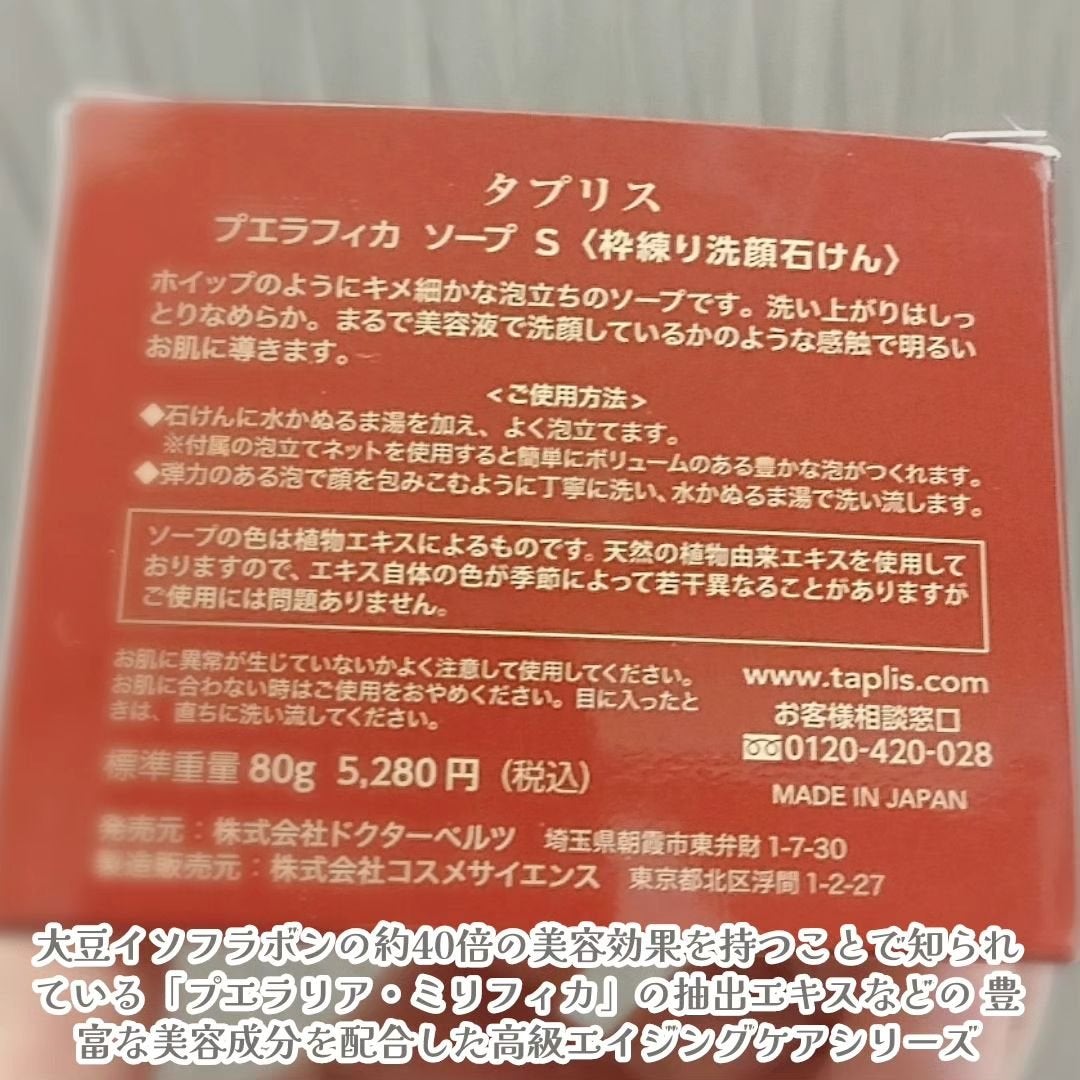 タプリス
プエラフィカ ソープ S〈枠練り洗顔石けん〉
ホイップのようにキメ細かな泡立ちのソープです。洗い上がりはしっ
とりなめらか。まるで美容液で洗顔しているかのような感触で明るい
お肌に導きます。
<ご使用方法>
◆石けんに水かぬるま湯を加え、よく泡立てます。
※付属の泡立てネットを使用すると簡単にボリュームのある豊かな泡がつくれます。
◆弾力のある泡で顔を包みこむように丁寧に洗い、水かぬるま湯で洗い流します。
ソープの色は植物エキスによるものです。天然の植物由来エキスを使用して
おりますので、エキス自体の色が季節によって若干異なることがありますが
ご使用には問題ありません。
お肌に異常が生じていないかよく注意して使用してください。
お肌に合わない時はご使用をおやめください。目に入ったと
きは、直ちに洗い流してください。
標準重量 80g 5,280円（税込）
www.taplis.com
お客様相談窓口
0120-420-028
MADE IN JAPAN
発売元：株式会社ドクターベルツ 埼玉県朝霞市東弁財1-7-30
製造販売元：株式会社コスメサイエンス 東京都北区浮間1-2-27
大豆イソフラボンの約40倍の美容効果を持つことで知られ
ている「プエラリア・ミリフィカ」の抽出エキスなどの 豊
富な美容成分を配合した高級エイジングケアシリーズ